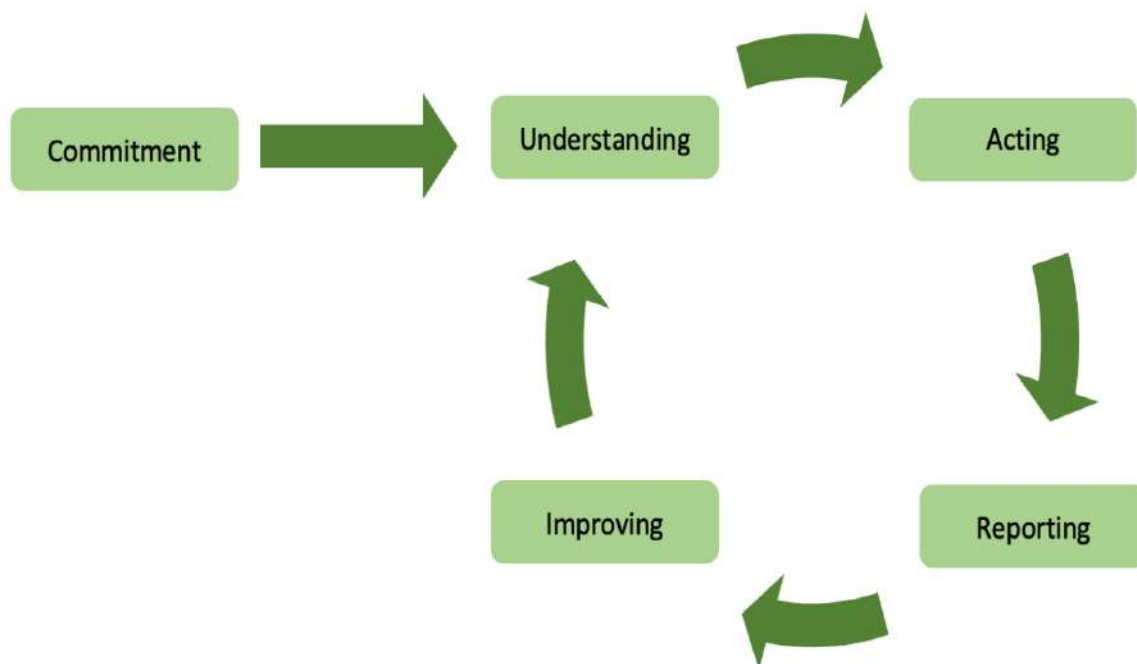 Commitment
Understanding
Acting
Improving
Reporting